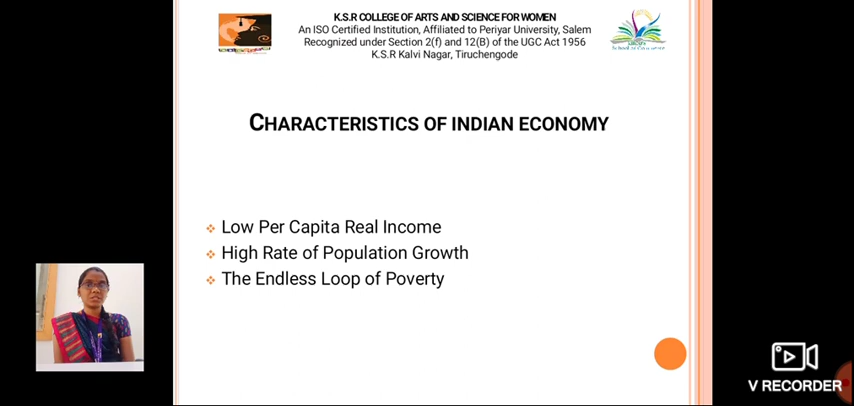 K.S.R COLLEGE OF ARTS AND SCIENCE FOR WOMEN
An ISO Certified Institution, Affiliated to Periyar University, Salem
Recognized under Section 2(f) and 12(B) of the UGC Act 1956
K.S.R Kalvi Nagar, Tiruchengode
CHARACTERISTICS OF INDIAN ECONOMY
Low Per Capita Real Income
High Rate of Population Growth
The Endless Loop of Poverty
V RECORDER